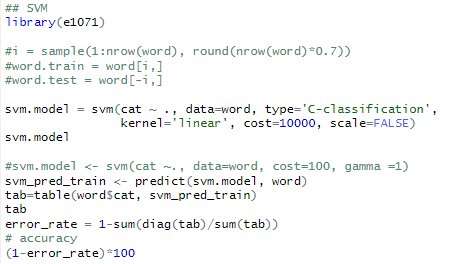 ## SVM
library(e1071)
#i = sample(1:nrow(word), round(nrow(word)*0.7))
#word.train = word[i,]
#word.test = word[-i,]
svm.model = svm(cat ~ ., data=word, type='C-classification',
kernel='linear', cost=10000, scale=FALSE)
svm.model
#svm.model <- svm(cat ~., data=word, cost=100, gamma =1)
svm_pred_train <- predict(svm.model, word)
tab=table(word$cat, svm_pred_train)
tab
error_rate = 1-sum(diag(tab)/sum(tab))
# accuracy
(1-error_rate)*100